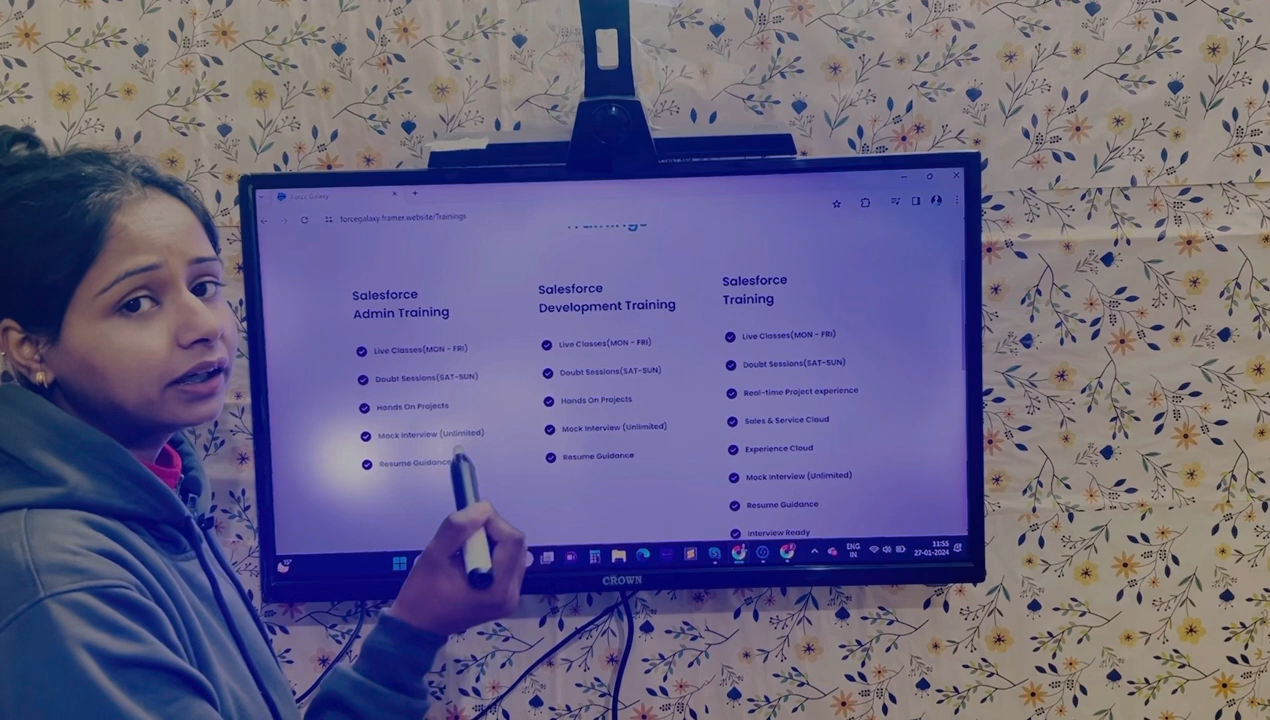 Force Galaxy
forcegalaxy.framer.website/Trainings
Trainings
Salesforce
Admin Training
Live Classes(MON - FRI)
Doubt Sessions(SAT-SUN)
Hands On Projects
Mock Interview (Unlimited)
Resume Guidance
Salesforce
Development Training
Live Classes(MON - FRI)
Doubt Sessions(SAT-SUN)
Hands On Projects
Mock Interview (Unlimited)
Resume Guidance
Salesforce
Training
Live Classes(MON - FRI)
Doubt Sessions(SAT-SUN)
Real-time Project experience
Sales & Service Cloud
Experience Cloud
Mock Interview (Unlimited)
Resume Guidance
Interview Ready
15°
ENG
IN
11:55
27-01-2024
CROWN